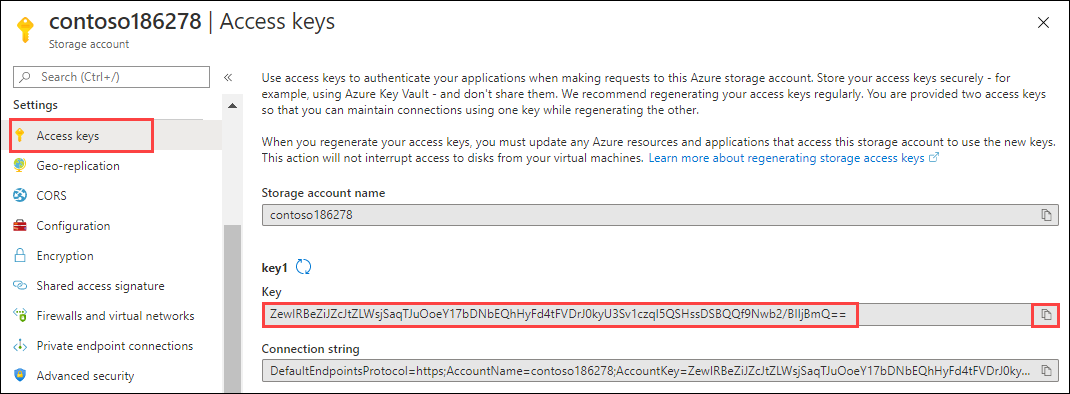 contoso186278 | Access keys
Storage account
Search (Ctrl+/)
«
Settings
Access keys
Geo-replication
CORS
Configuration
Encryption
Shared access signature
Firewalls and virtual networks
Private endpoint connections
Advanced security
Use access keys to authenticate your applications when making requests to this Azure storage account. Store your access keys securely - for
example, using Azure Key Vault - and don't share them. We recommend regenerating your access keys regularly. You are provided two access keys
so that you can maintain connections using one key while regenerating the other.
When you regenerate your access keys, you must update any Azure resources and applications that access this storage account to use the new keys.
This action will not interrupt access to disks from your virtual machines. Learn more about regenerating storage access keys
Storage account name
contoso186278
key1
Key
Connection string
DefaultEndpointsProtocol=https;AccountName=contoso186278;AccountKey=